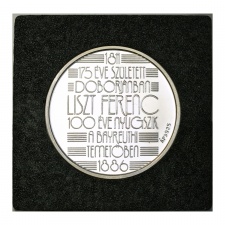 1811
175 ÉVE SZÜLETETT
DOBORJÁNBAN
LISZT FERENC
100 ÉVE NYUGSZIK
A BAYREUTHI
TEMETŐBEN
1886